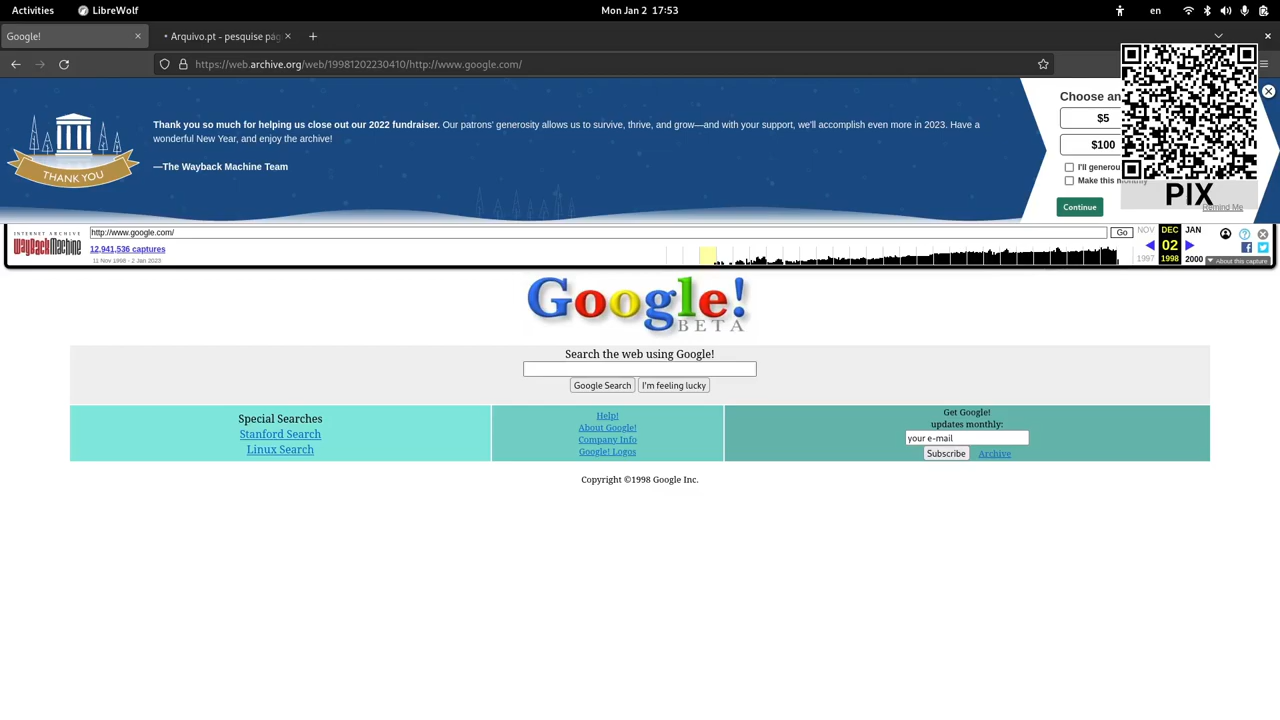 Activities LibreWolf Mon Jan 2 17:53 en
Google! Arquivo.pt - pesquise pág
https://web.archive.org/web/19981202230410/http://www.google.com/
Thank you so much for helping us close out our 2022 fundraiser. Our patrons' generosity allows us to survive, thrive, and grow—and with your support, we'll accomplish even more in 2023. Have a
wonderful New Year, and enjoy the archive!
—The Wayback Machine Team
THANK YOU
Choose an
$5
$100
I'll generou
Make this monthly
Continue
PIX
Remind Me
INTERNET ARCHIVE
WayBackMachine
http://www.google.com/ Go
12,941,536 captures
11 Nov 1998 - 2 Jan 2023
NOV DEC JAN
02
1997 1998 2000
About this capture
Google!
BETA
Search the web using Google!
Google Search I'm feeling lucky
Special Searches
Stanford Search
Linux Search
Help!
About Google!
Company Info
Google! Logos
Get Google!
updates monthly:
your e-mail
Subscribe Archive
Copyright ©1998 Google Inc.